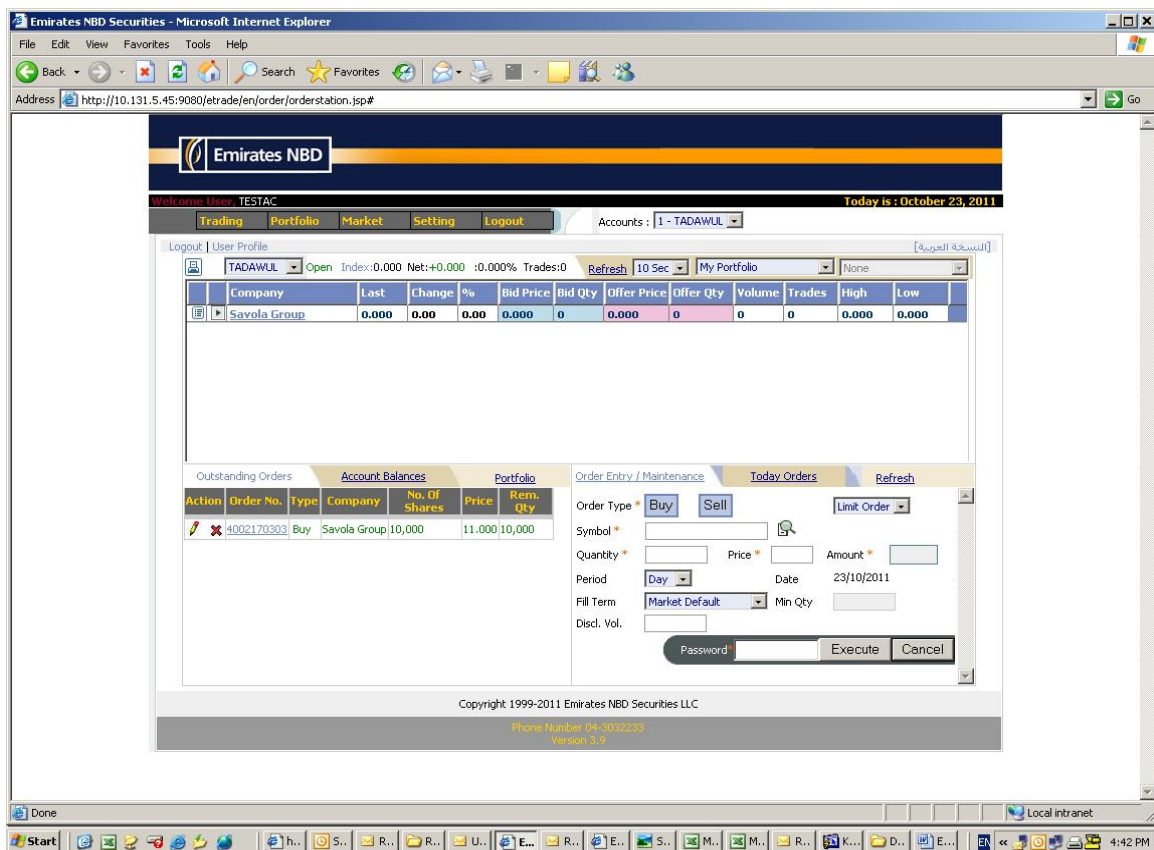 Emirates NBD Securities - Microsoft Internet Explorer
File Edit View Favorites Tools Help
Back Search Favorites
Address http://10.131.5.45:9080/etrade/en/order/orderstation.jsp# Go
Emirates NBD
Welcome User, TESTAC Today is : October 23, 2011
Trading Portfolio Market Setting Logout Accounts : 1 - TADAWUL
Logout | User Profile [النسخة العربية]
TADAWUL Open Index:0.000 Net:+0.000 :0.000% Trades:0 Refresh 10 Sec My Portfolio None
Company Last Change % Bid Price Bid Qty Offer Price Offer Qty Volume Trades High Low
Savola Group 0.000 0.00 0.00 0.000 0 0.000 0 0 0 0.000 0.000
Outstanding Orders Account Balances Portfolio
Action Order No. Type Company No. Of Shares Price Rem. Qty
4002170303 Buy Savola Group 10,000 11.000 10,000
Order Entry / Maintenance Today Orders Refresh
Order Type * Buy Sell Limit Order
Symbol *
Quantity * Price * Amount *
Period Day Date 23/10/2011
Fill Term Market Default Min Qty
Discl. Vol.
Password* Execute Cancel
Copyright 1999-2011 Emirates NBD Securities LLC
Phone Number 04-3032233
Version 3.9
Done Local intranet
Start h.. S.. R.. R.. U.. E... R.. E.. S.. M.. M.. R.. K... D.. E... EN « 4:42 PM